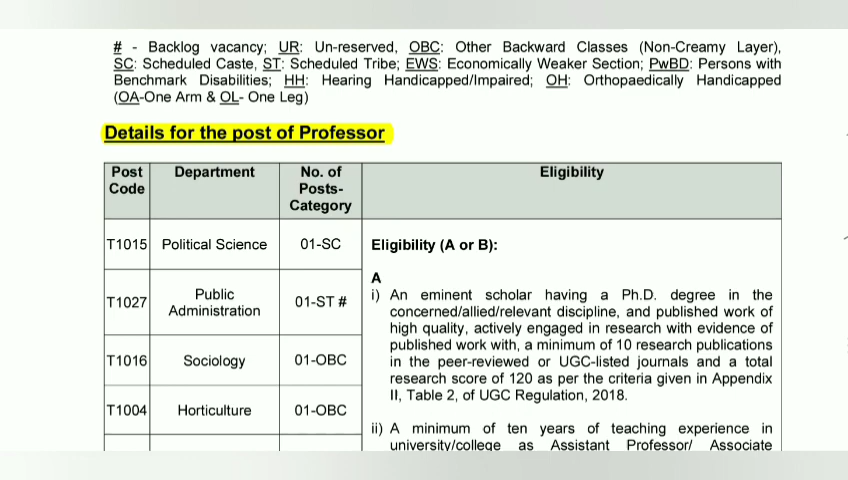 # - Backlog vacancy; UR: Un-reserved, OBC: Other Backward Classes (Non-Creamy Layer),
SC: Scheduled Caste, ST: Scheduled Tribe; EWS: Economically Weaker Section; PwBD: Persons with
Benchmark Disabilities; HH: Hearing Handicapped/Impaired; OH: Orthopaedically Handicapped
(OA-One Arm & OL- One Leg)
Details for the post of Professor
Post Code Department No. of Posts-Category Eligibility
T1015 Political Science 01-SC
T1027 Public Administration 01-ST #
T1016 Sociology 01-OBC
T1004 Horticulture 01-OBC
Eligibility (A or B):
A
i) An eminent scholar having a Ph.D. degree in the
concerned/allied/relevant discipline, and published work of
high quality, actively engaged in research with evidence of
published work with, a minimum of 10 research publications
in the peer-reviewed or UGC-listed journals and a total
research score of 120 as per the criteria given in Appendix
II, Table 2, of UGC Regulation, 2018.
ii) A minimum of ten years of teaching experience in
university/college as Assistant Professor/ Associate